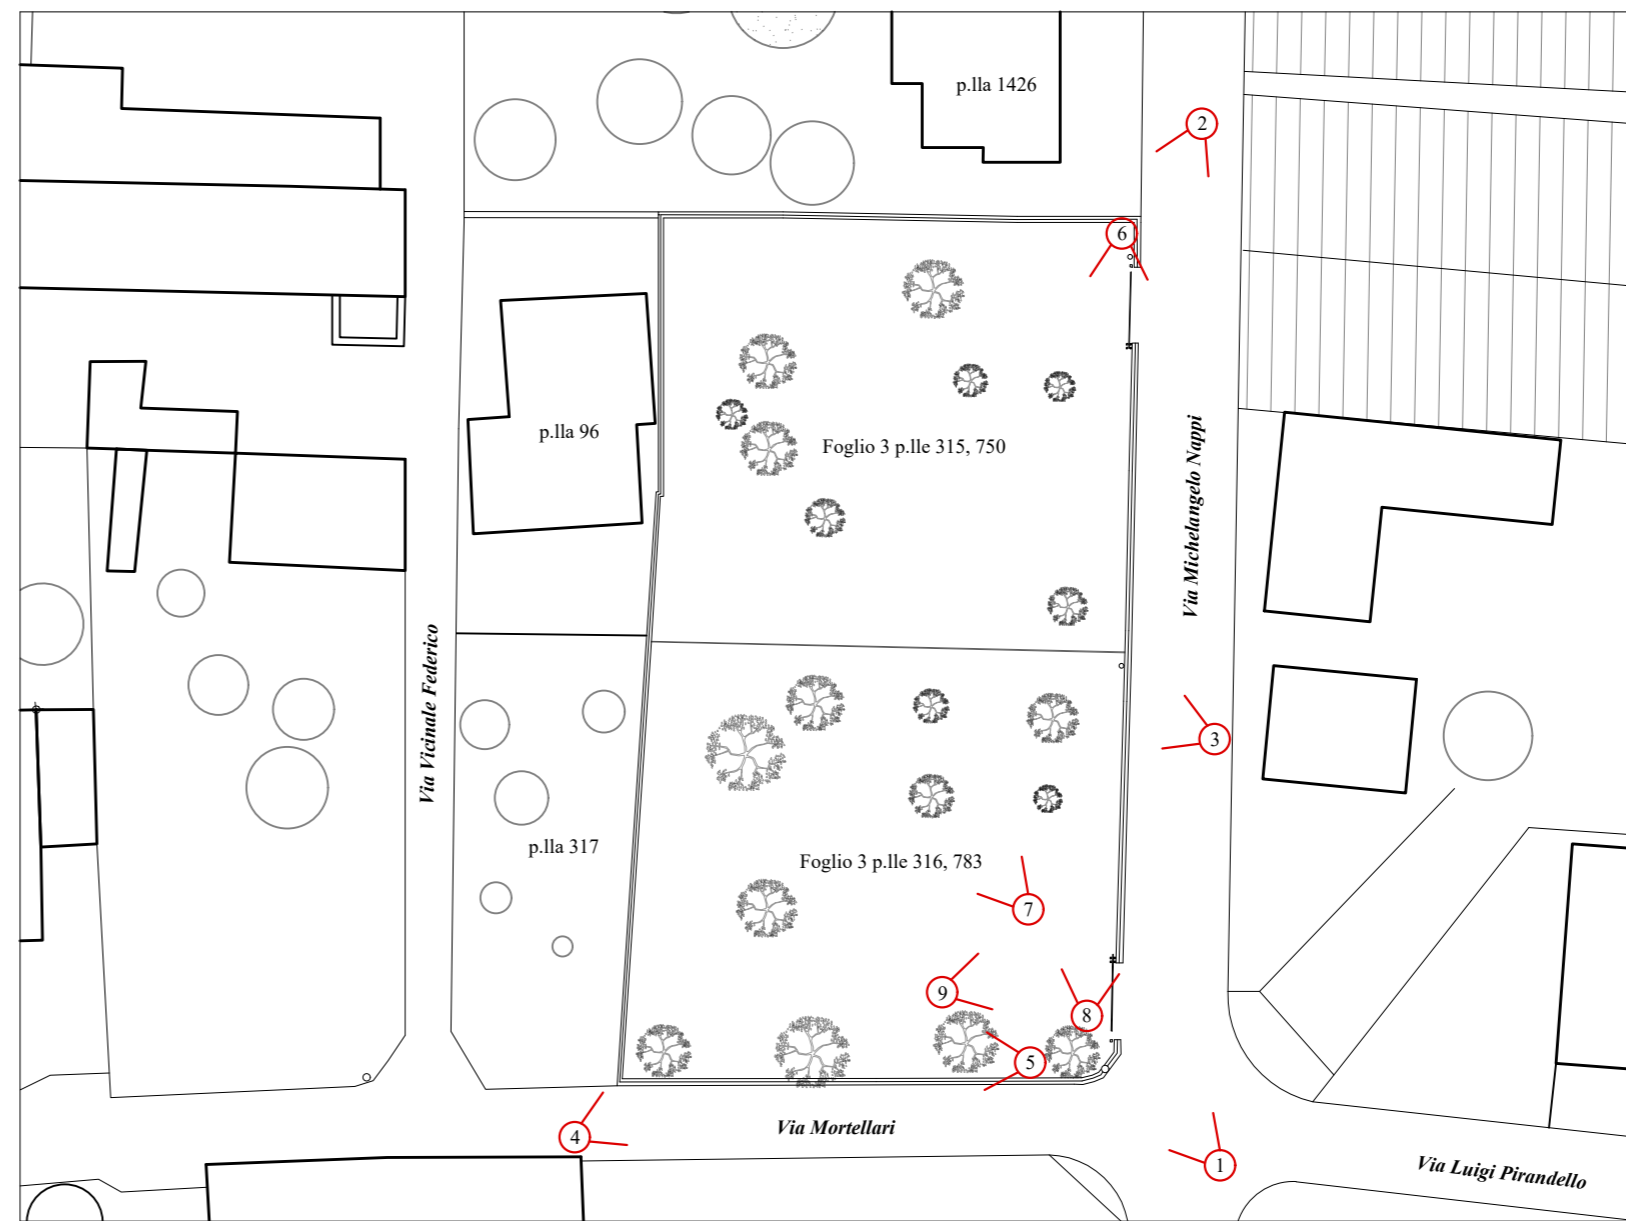 p.lla 1426
2
6
p.lla 96
Foglio 3 p.lle 315, 750
Via Michelangelo Nappi
Via Vicinale Federico
3
p.lla 317
Foglio 3 p.lle 316, 783
7
9
8
5
4
Via Mortellari
1
Via Luigi Pirandello